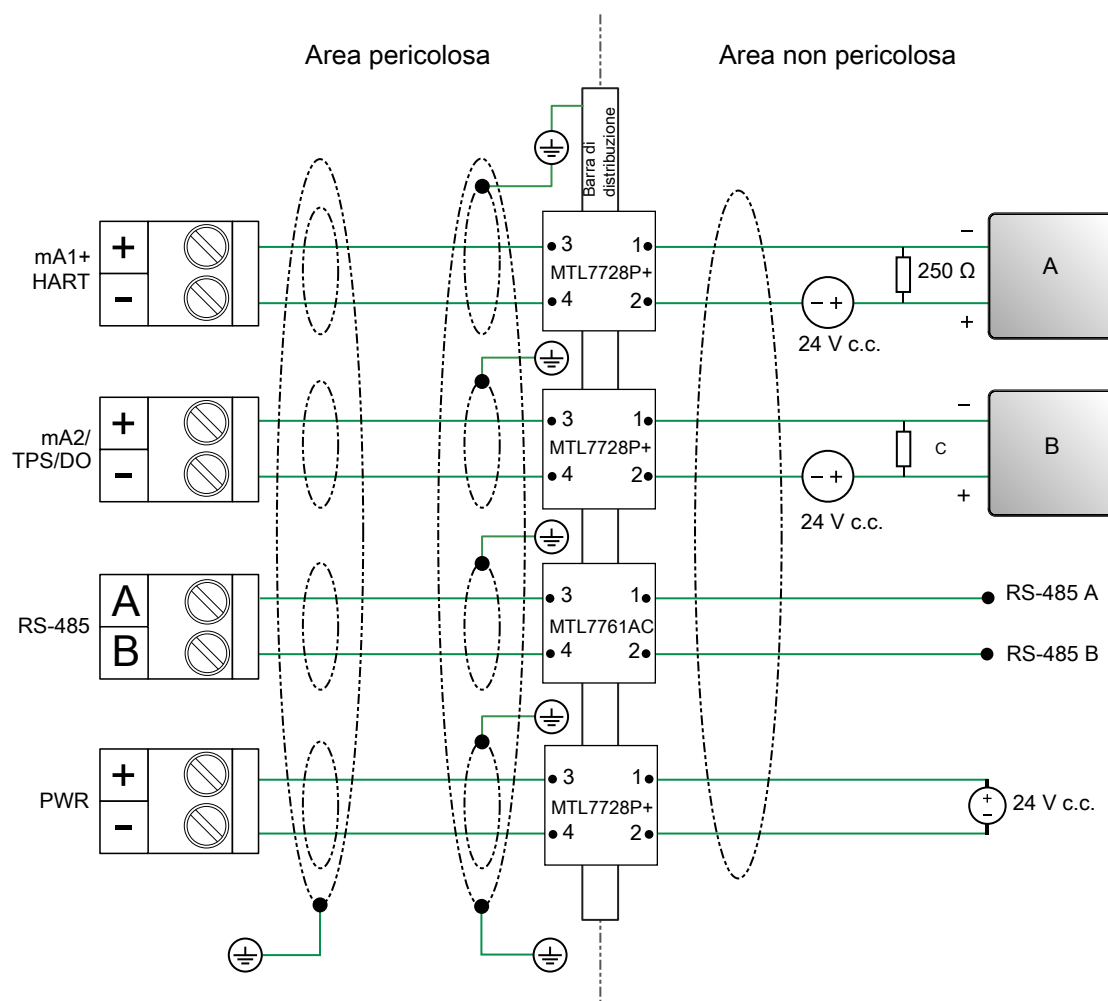 Area pericolosa
Area non pericolosa
Barra di
distribuzione
mA1+
HART
+
-
3
4
MTL7728P+
1
2
- +
24 V c.c.
250 Ω
-
+
A
mA2/
TPS/DO
+
-
3
4
MTL7728P+
1
2
- +
24 V c.c.
C
-
+
B
RS-485
A
B
3
4
MTL7761AC
1
2
RS-485 A
RS-485 B
PWR
+
-
3
4
MTL7728P+
1
2
+
-
24 V c.c.